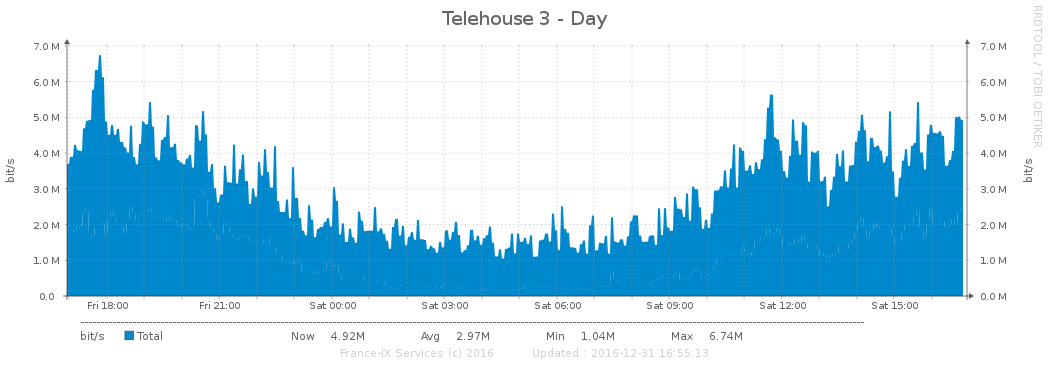 Telehouse 3 - Day
RRDTOOL / TOBI OETIKER
bit/s
7.0 M 7.0 M
6.0 M 6.0 M
5.0 M 5.0 M
4.0 M 4.0 M
3.0 M 3.0 M
2.0 M 2.0 M
1.0 M 1.0 M
0.0 0.0 M
bit/s
Fri 18:00 Fri 21:00 Sat 00:00 Sat 03:00 Sat 06:00 Sat 09:00 Sat 12:00 Sat 15:00
bit/s Total Now 4.92M Avg 2.97M Min 1.04M Max 6.74M
France-IX Services (c) 2016 Updated : 2016-12-31 16:55:13